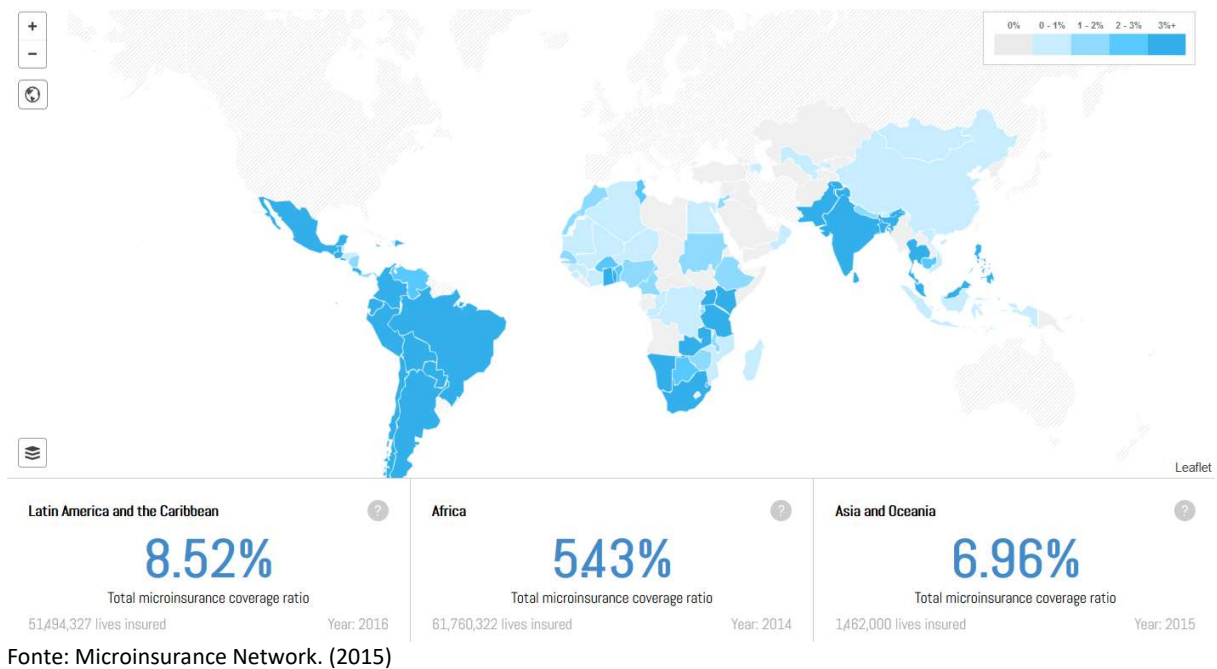 +
−
0% 0 - 1% 1 - 2% 2 - 3% 3%+
Leaflet
Latin America and the Caribbean ?
8.52%
Total microinsurance coverage ratio
51,494,327 lives insured Year: 2016
Africa ?
5.43%
Total microinsurance coverage ratio
61,760,322 lives insured Year: 2014
Asia and Oceania ?
6.96%
Total microinsurance coverage ratio
1,462,000 lives insured Year: 2015
Fonte: Microinsurance Network. (2015)